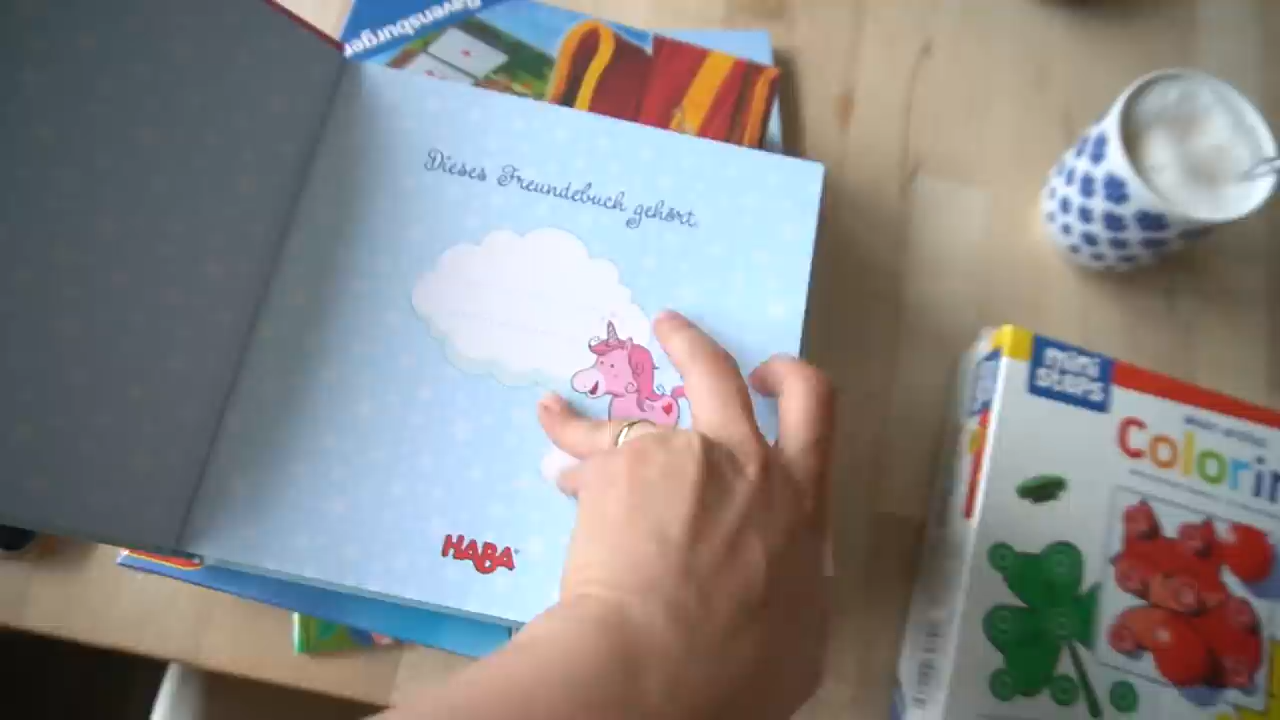 Ravensburger
Dieses Freundebuch gehört
HABA
mini
steps
Colorin